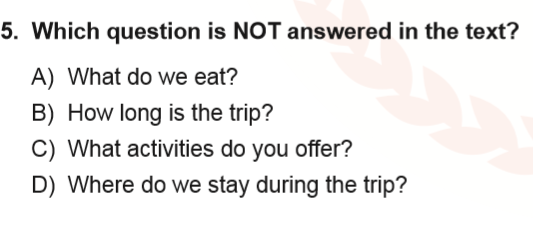 5. Which question is NOT answered in the text?
A) What do we eat?
B) How long is the trip?
C) What activities do you offer?
D) Where do we stay during the trip?